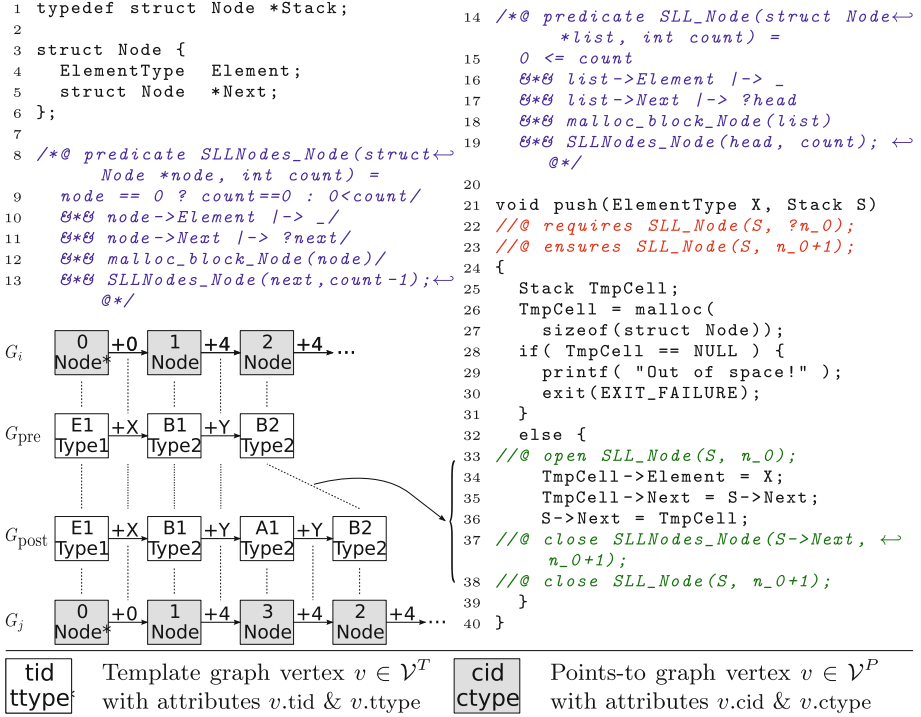 1 typedef struct Node *Stack;
2
3 struct Node {
4 ElementType Element;
5 struct Node *Next;
6 };
7
8 /*@ predicate SLLNodes_Node(struct↩
Node *node, int count) =
9 node == 0 ? count==0 : 0<count/
10 &*& node->Element |-> _/
11 &*& node->Next |-> ?next/
12 &*& malloc_block_Node(node)/
13 &*& SLLNodes_Node(next,count-1);↩
@*/
14 /*@ predicate SLL_Node(struct Node↩
*list, int count) =
15 0 <= count
16 &*& list->Element |-> _
17 &*& list->Next |-> ?head
18 &*& malloc_block_Node(list)
19 &*& SLLNodes_Node(head, count); ↩
@*/
20
21 void push(ElementType X, Stack S)
22 //@ requires SLL_Node(S, ?n_0);
23 //@ ensures SLL_Node(S, n_0+1);
24 {
25 Stack TmpCell;
26 TmpCell = malloc(
27 sizeof(struct Node));
28 if( TmpCell == NULL ) {
29 printf( "Out of space!" );
30 exit(EXIT_FAILURE);
31 }
32 else {
33 //@ open SLL_Node(S, n_0);
34 TmpCell->Element = X;
35 TmpCell->Next = S->Next;
36 S->Next = TmpCell;
37 //@ close SLLNodes_Node(S->Next, ↩
n_0+1);
38 //@ close SLL_Node(S, n_0+1);
39 }
40 }
G_i 0 Node* +0 1 Node +4 2 Node +4 ...
G_pre E1 Type1 +X B1 Type2 +Y B2 Type2
G_post E1 Type1 +X B1 Type2 +Y A1 Type2 +Y B2 Type2
G_j 0 Node* +0 1 Node +4 3 Node +4 2 Node +4 ...
tid
ttype
Template graph vertex v ∈ 𝒱^T
with attributes v.tid & v.ttype
cid
ctype
Points-to graph vertex v ∈ 𝒱^P
with attributes v.cid & v.ctype